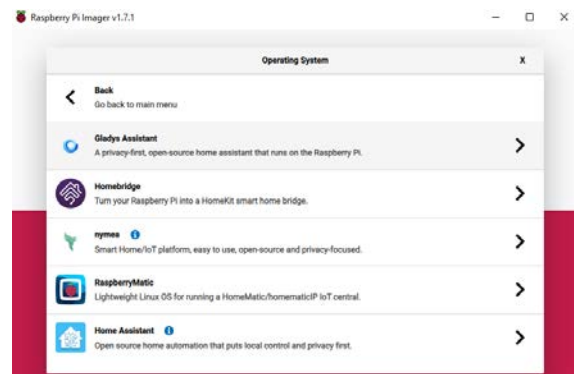 Raspberry Pi Imager v1.7.1
Operating System
X
Back
Go back to main menu
Gladys Assistant
A privacy-first, open-source home assistant that runs on the Raspberry Pi.
Homebridge
Turn your Raspberry Pi into a HomeKit smart home bridge.
nymea
Smart Home/IoT platform, easy to use, open-source and privacy-focused.
RaspberryMatic
Lightweight Linux OS for running a HomeMatic/homematicIP IoT central.
Home Assistant
Open source home automation that puts local control and privacy first.